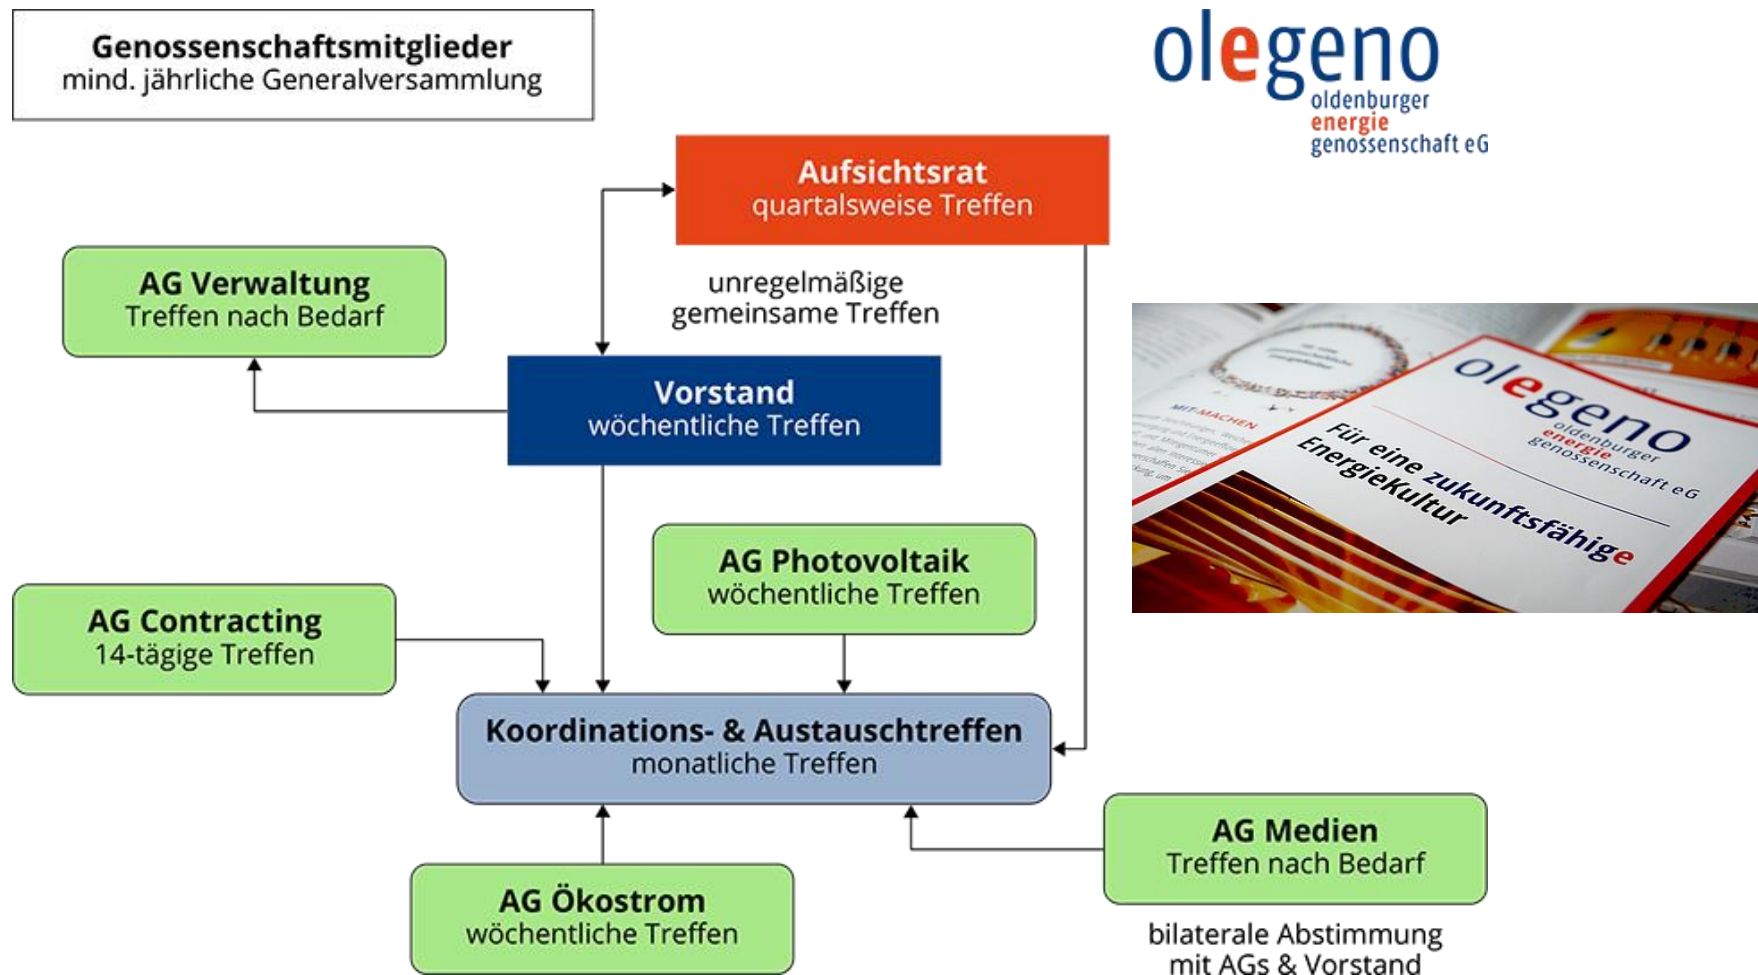 Genossenschaftsmitglieder
mind. jährliche Generalversammlung
olegeno
oldenburger
energie
genossenschaft eG
Aufsichtsrat
quartalsweise Treffen
unregelmäßige
gemeinsame Treffen
AG Verwaltung
Treffen nach Bedarf
Vorstand
wöchentliche Treffen
AG Photovoltaik
wöchentliche Treffen
AG Contracting
14-tägige Treffen
Koordinations- & Austauschtreffen
monatliche Treffen
AG Ökostrom
wöchentliche Treffen
AG Medien
Treffen nach Bedarf
bilaterale Abstimmung
mit AGs & Vorstand
MIT-MACHEN
olegeno
oldenburger
energie
genossenschaft eG
Für eine zukunftsfähige
EnergieKultur